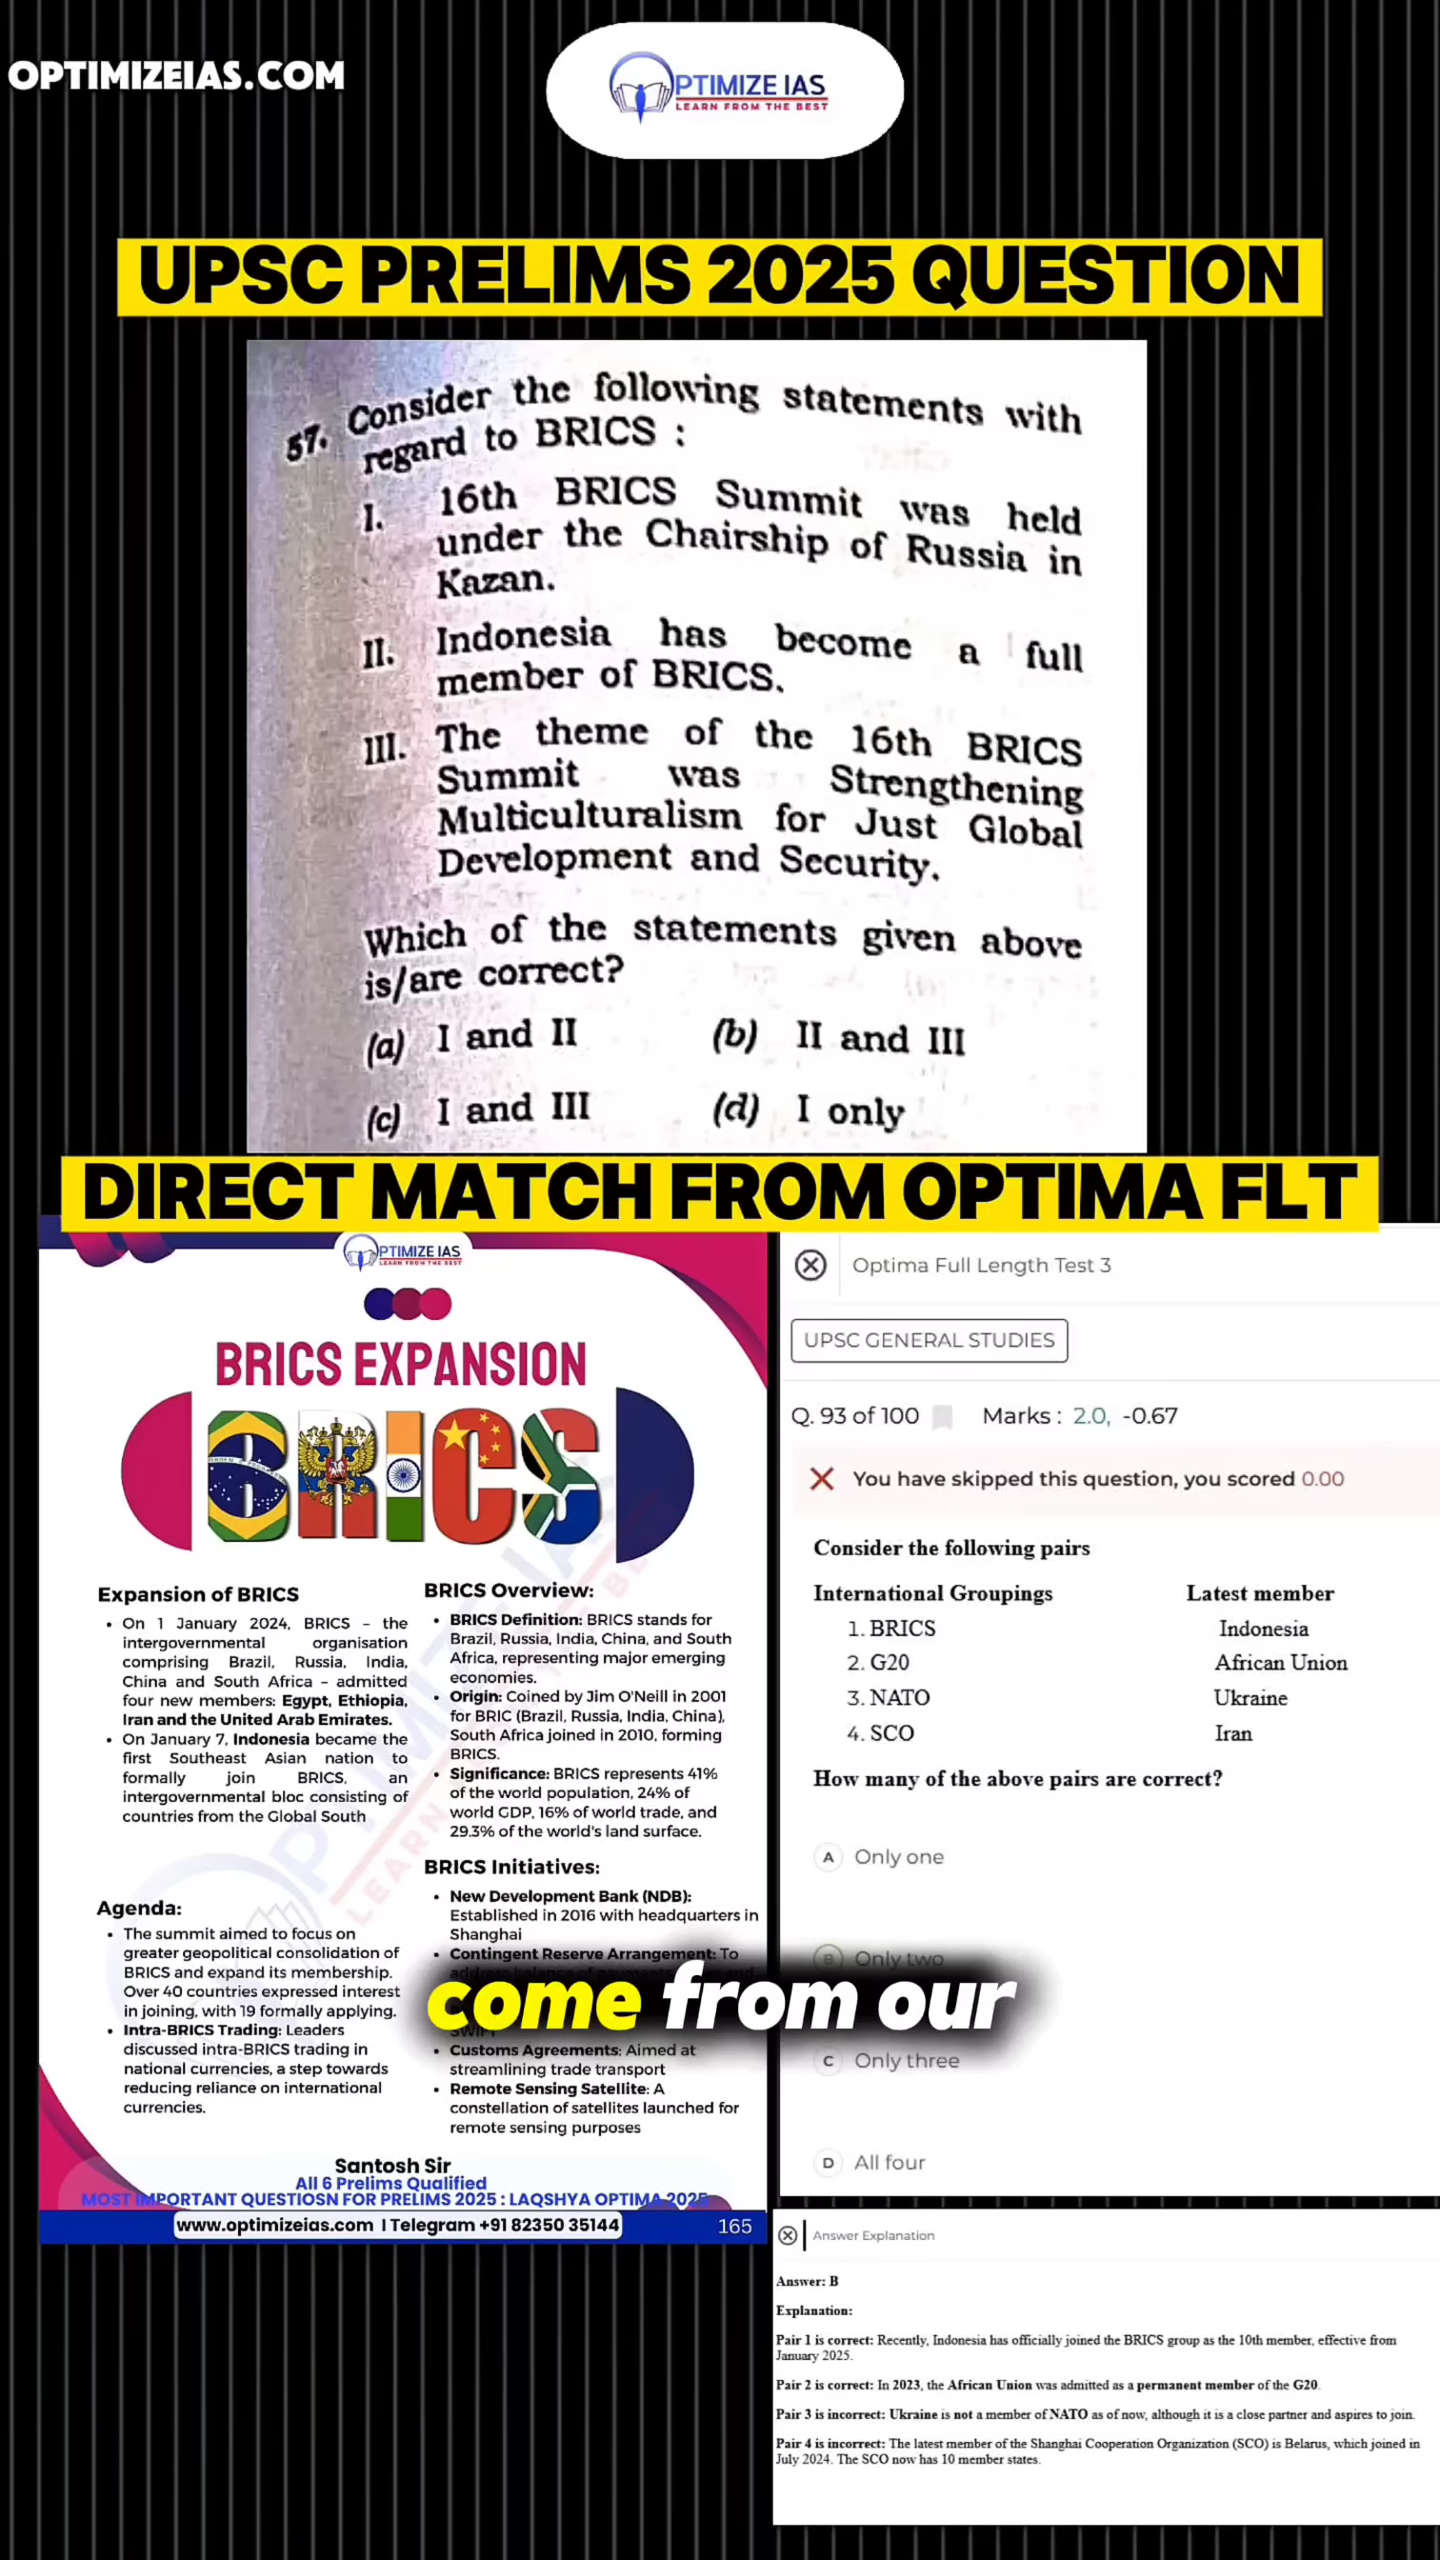 OPTIMIZEIAS.COM
OPTIMIZE IAS
LEARN FROM THE BEST
UPSC PRELIMS 2025 QUESTION
57. Consider the following statements with
regard to BRICS :
I. 16th BRICS Summit was held
under the Chairship of Russia in
Kazan.
II. Indonesia has become a full
member of BRICS.
III. The theme of the 16th BRICS
Summit was Strengthening
Multiculturalism for Just Global
Development and Security.
Which of the statements given above
is/are correct?
(a) I and II (b) II and III
(c) I and III (d) I only
DIRECT MATCH FROM OPTIMA FLT
OPTIMIZE IAS
LEARN FROM THE BEST
BRICS EXPANSION
BRICS
Expansion of BRICS
• On 1 January 2024, BRICS – the
intergovernmental organisation
comprising Brazil, Russia, India,
China and South Africa – admitted
four new members: Egypt, Ethiopia,
Iran and the United Arab Emirates.
• On January 7, Indonesia became the
first Southeast Asian nation to
formally join BRICS, an
intergovernmental bloc consisting of
countries from the Global South
Agenda:
• The summit aimed to focus on
greater geopolitical consolidation of
BRICS and expand its membership.
Over 40 countries expressed interest
in joining, with 19 formally applying.
• Intra-BRICS Trading: Leaders
discussed intra-BRICS trading in
national currencies, a step towards
reducing reliance on international
currencies.
BRICS Overview:
• BRICS Definition: BRICS stands for
Brazil, Russia, India, China, and South
Africa, representing major emerging
economies.
• Origin: Coined by Jim O'Neill in 2001
for BRIC (Brazil, Russia, India, China),
South Africa joined in 2010, forming
BRICS.
• Significance: BRICS represents 41%
of the world population, 24% of
world GDP, 16% of world trade, and
29.3% of the world's land surface.
BRICS Initiatives:
• New Development Bank (NDB):
Established in 2016 with headquarters in
Shanghai
• Contingent Reserve Arrangement: To
SWIFT
• Customs Agreements: Aimed at
streamlining trade transport
• Remote Sensing Satellite: A
constellation of satellites launched for
remote sensing purposes
Santosh Sir
All 6 Prelims Qualified
MOST IMPORTANT QUESTIOSN FOR PRELIMS 2025 : LAQSHYA OPTIMA 2025
www.optimizeias.com I Telegram +91 82350 35144
165
Optima Full Length Test 3
UPSC GENERAL STUDIES
Q. 93 of 100 Marks : 2.0, -0.67
You have skipped this question, you scored 0.00
Consider the following pairs
International Groupings Latest member
1. BRICS Indonesia
2. G20 African Union
3. NATO Ukraine
4. SCO Iran
How many of the above pairs are correct?
A Only one
B Only two
C Only three
D All four
come from our
Answer Explanation
Answer: B
Explanation:
Pair 1 is correct: Recently, Indonesia has officially joined the BRICS group as the 10th member, effective from
January 2025.
Pair 2 is correct: In 2023, the African Union was admitted as a permanent member of the G20.
Pair 3 is incorrect: Ukraine is not a member of NATO as of now, although it is a close partner and aspires to join.
Pair 4 is incorrect: The latest member of the Shanghai Cooperation Organization (SCO) is Belarus, which joined in
July 2024. The SCO now has 10 member states.